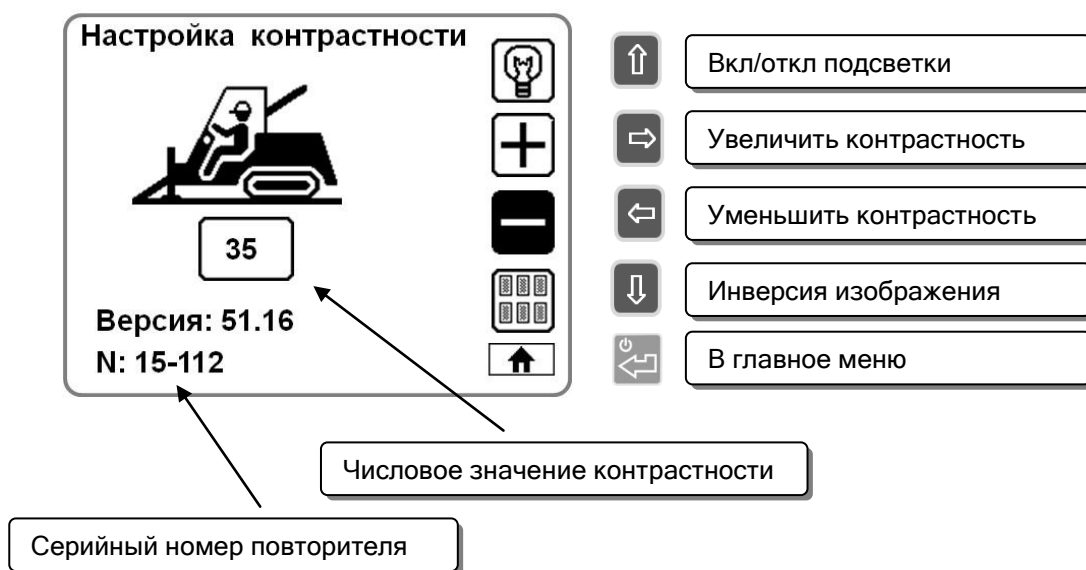 Настройка контрастности
35
Версия: 51.16
N: 15-112
Вкл/откл подсветки
Увеличить контрастность
Уменьшить контрастность
Инверсия изображения
В главное меню
Числовое значение контрастности
Серийный номер повторителя